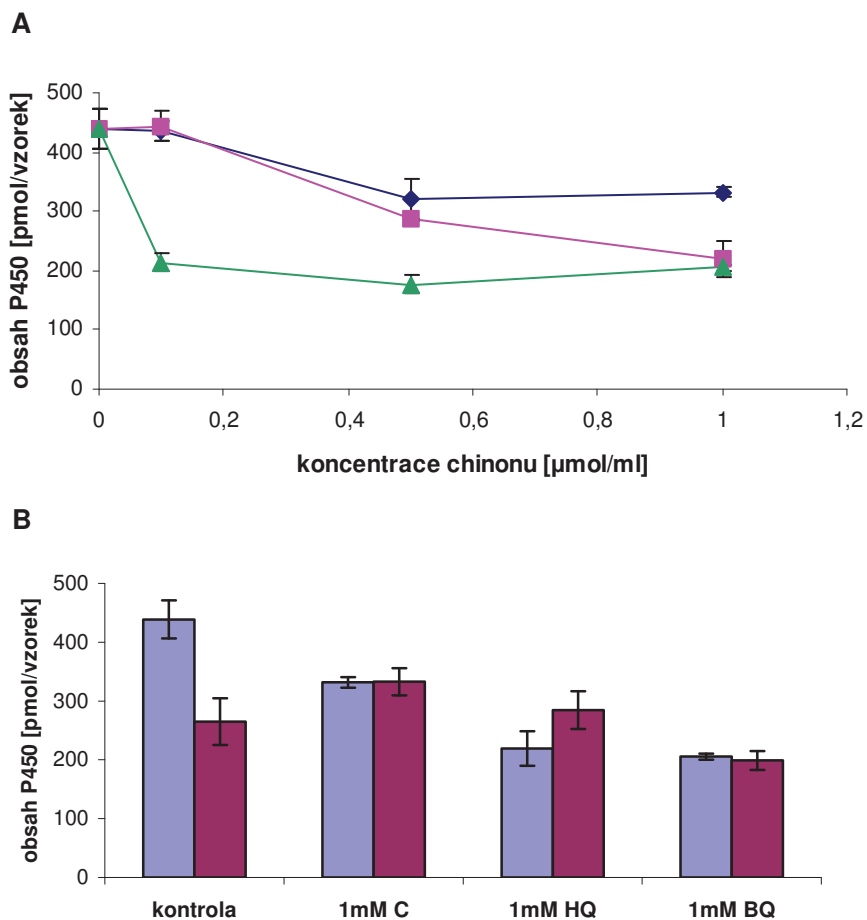 A
obsah P450 [pmol/vzorek]
500
400
300
200
100
0
0 0,2 0,4 0,6 0,8 1 1,2
koncentrace chinonu [µmol/ml]
B
obsah P450 [pmol/vzorek]
500
400
300
200
100
0
kontrola 1mM C 1mM HQ 1mM BQ